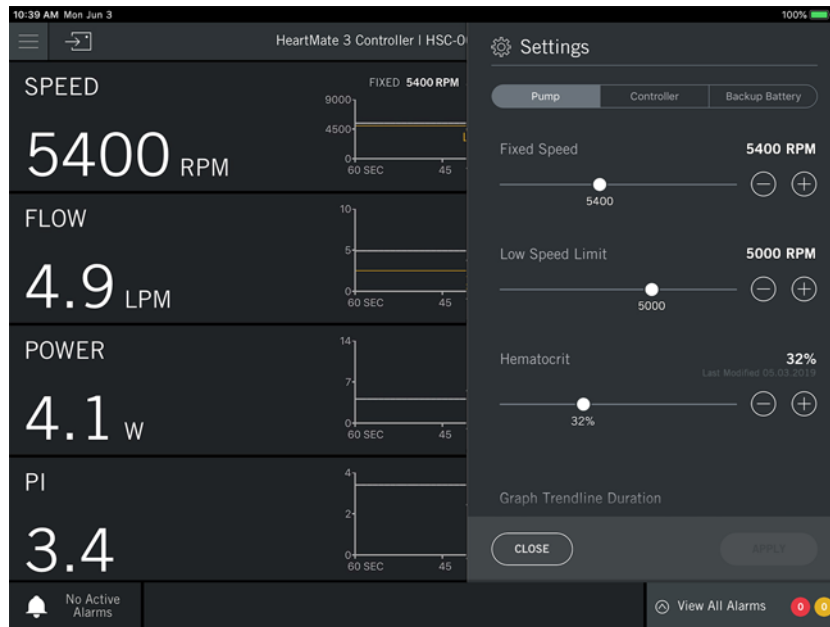 10:39 AM Mon Jun 3
100%
HeartMate 3 Controller | HSC-0
SPEED
FIXED 5400 RPM
9000
4500
0
60 SEC
45
5400 RPM
FLOW
10
5
0
60 SEC
45
4.9 LPM
POWER
14
7
0
60 SEC
45
4.1 W
PI
4
2
0
60 SEC
45
3.4
Settings
Pump
Controller
Backup Battery
Fixed Speed
5400 RPM
5400
Low Speed Limit
5000 RPM
5000
Hematocrit
32%
Last Modified 05.03.2019
32%
Graph Trendline Duration
CLOSE
APPLY
No Active
Alarms
View All Alarms
0
0